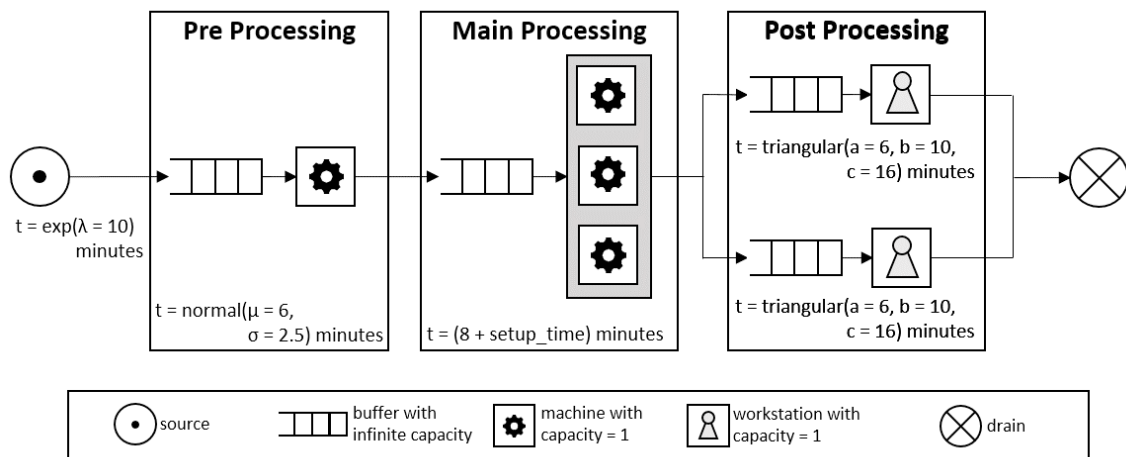 Pre Processing
Main Processing
Post Processing
t = exp(λ = 10)
minutes
t = normal(μ = 6,
σ = 2.5) minutes
t = (8 + setup_time) minutes
t = triangular(a = 6, b = 10,
c = 16) minutes
t = triangular(a = 6, b = 10,
c = 16) minutes
source
buffer with
infinite capacity
machine with
capacity = 1
workstation with
capacity = 1
drain